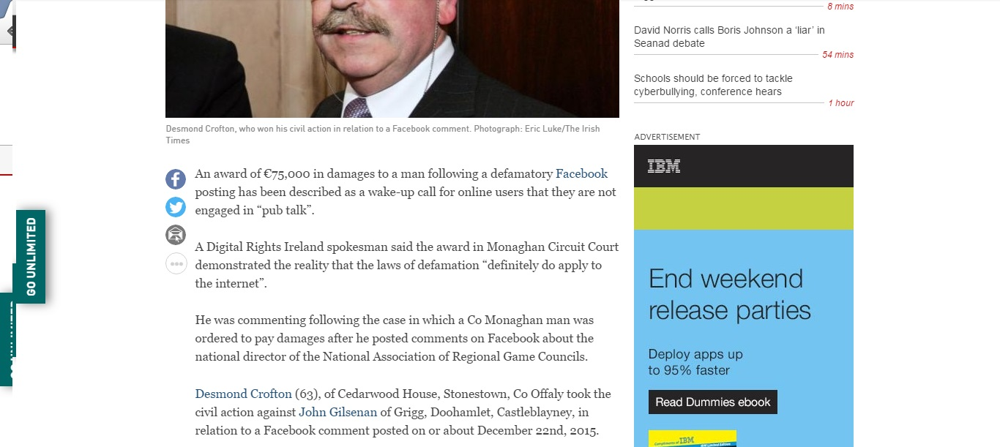 8 mins
David Norris calls Boris Johnson a ‘liar’ in
Seanad debate
54 mins
Schools should be forced to tackle
cyberbullying, conference hears
1 hour
Desmond Crofton, who won his civil action in relation to a Facebook comment. Photograph: Eric Luke/The Irish
Times
An award of €75,000 in damages to a man following a defamatory Facebook
posting has been described as a wake-up call for online users that they are not
engaged in “pub talk”.
A Digital Rights Ireland spokesman said the award in Monaghan Circuit Court
demonstrated the reality that the laws of defamation “definitely do apply to
the internet”.
He was commenting following the case in which a Co Monaghan man was
ordered to pay damages after he posted comments on Facebook about the
national director of the National Association of Regional Game Councils.
Desmond Crofton (63), of Cedarwood House, Stonestown, Co Offaly took the
civil action against John Gilsenan of Grigg, Doohamlet, Castleblayney, in
relation to a Facebook comment posted on or about December 22nd, 2015.
GO UNLIMITED
ADVERTISEMENT
IBM
End weekend
release parties
Deploy apps up
to 95% faster
Read Dummies ebook
Compliments of IBM
IBM Limited Edition